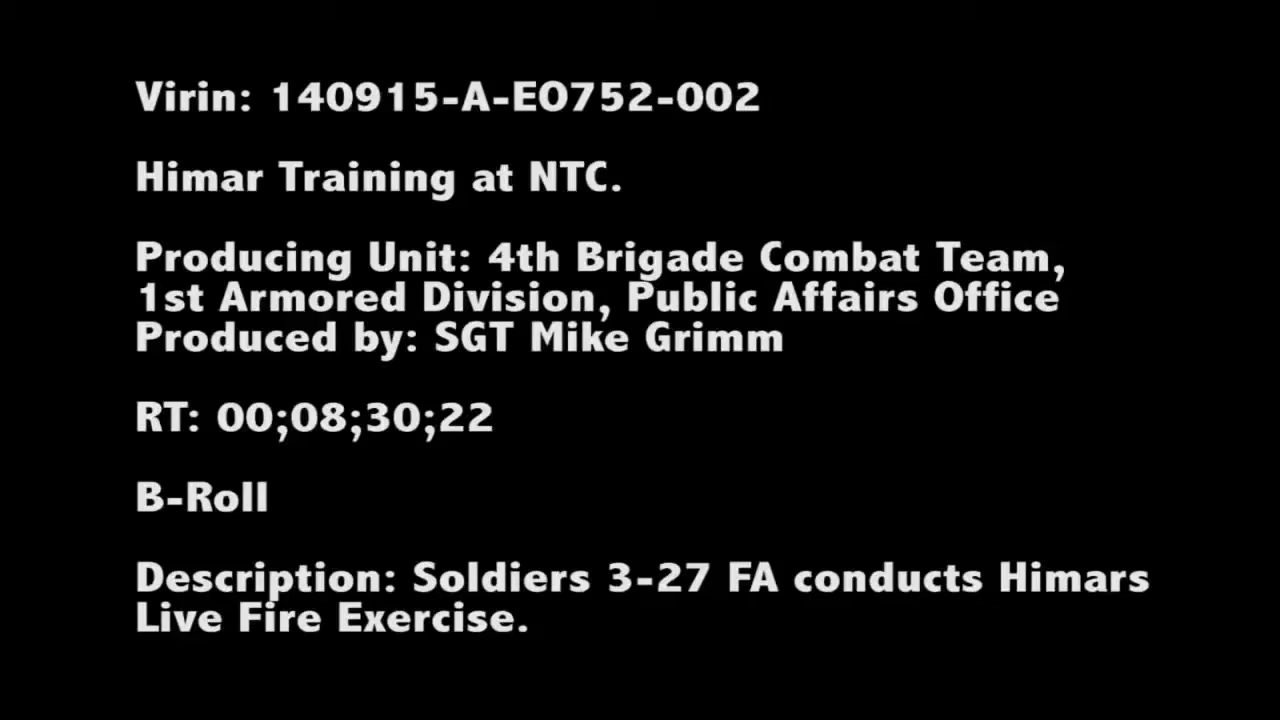 Virin: 140915-A-EO752-002
Himar Training at NTC.
Producing Unit: 4th Brigade Combat Team,
1st Armored Division, Public Affairs Office
Produced by: SGT Mike Grimm
RT: 00;08;30;22
B-Roll
Description: Soldiers 3-27 FA conducts Himars
Live Fire Exercise.